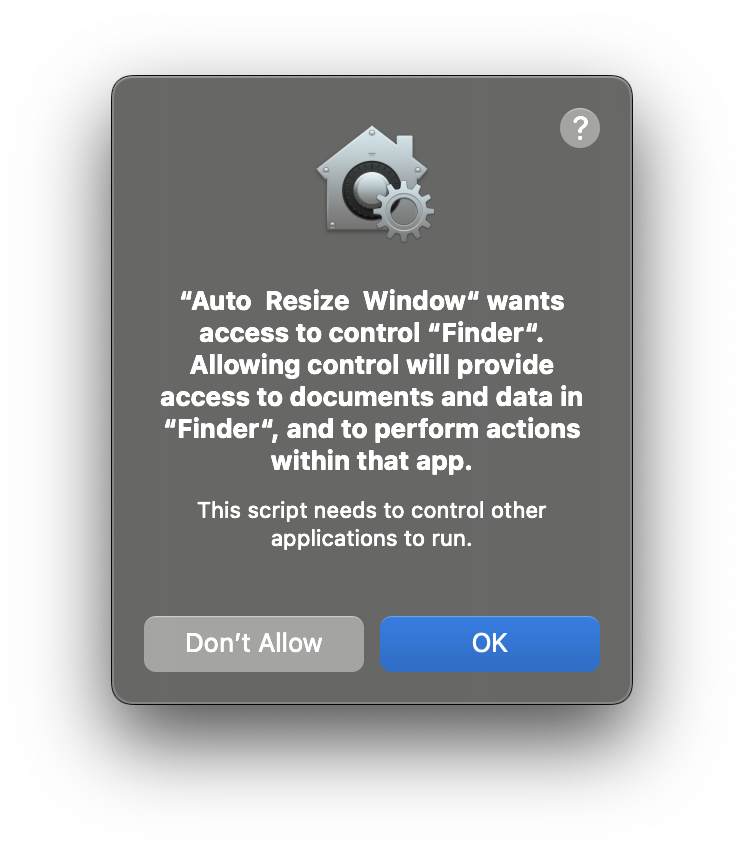 ?
“Auto  Resize  Window“ wants
access to control “Finder“.
Allowing control will provide
access to documents and data in
“Finder“, and to perform actions
within that app.
This script needs to control other
applications to run.
Don’t Allow
OK